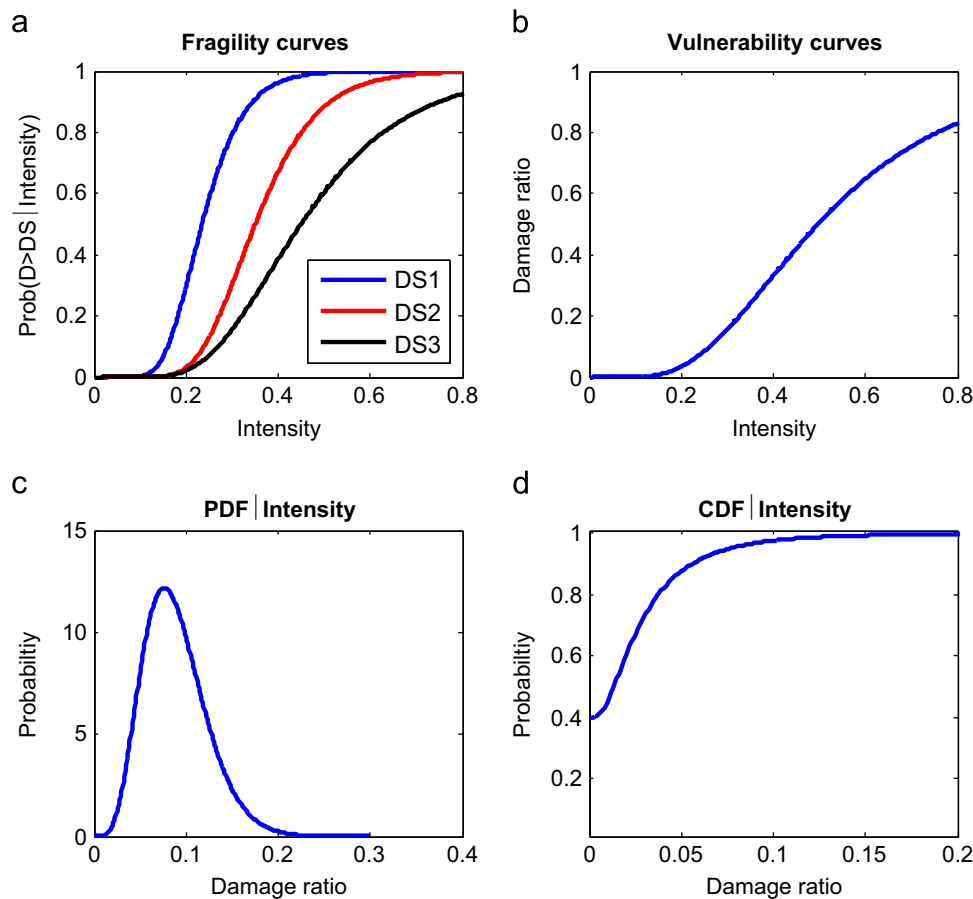 a
Fragility curves
1
0.8
0.6
0.4
0.2
0
0
0.2
0.4
0.6
0.8
Prob(D>DS|Intensity)
Intensity
DS1
DS2
DS3
b
Vulnerability curves
1
0.8
0.6
0.4
0.2
1
0
0.2
0.4
0.6
0.8
Damage ratio
Intensity
c
PDF|Intensity
15
10
5
0
0
0.1
0.2
0.3
0.4
Probabiltiy
Damage ratio
d
CDF|Intensity
1
0.8
0.6
0.4
0.2
0
0.05
0.1
0.15
0.2
Probabiltiy
Damage ratio